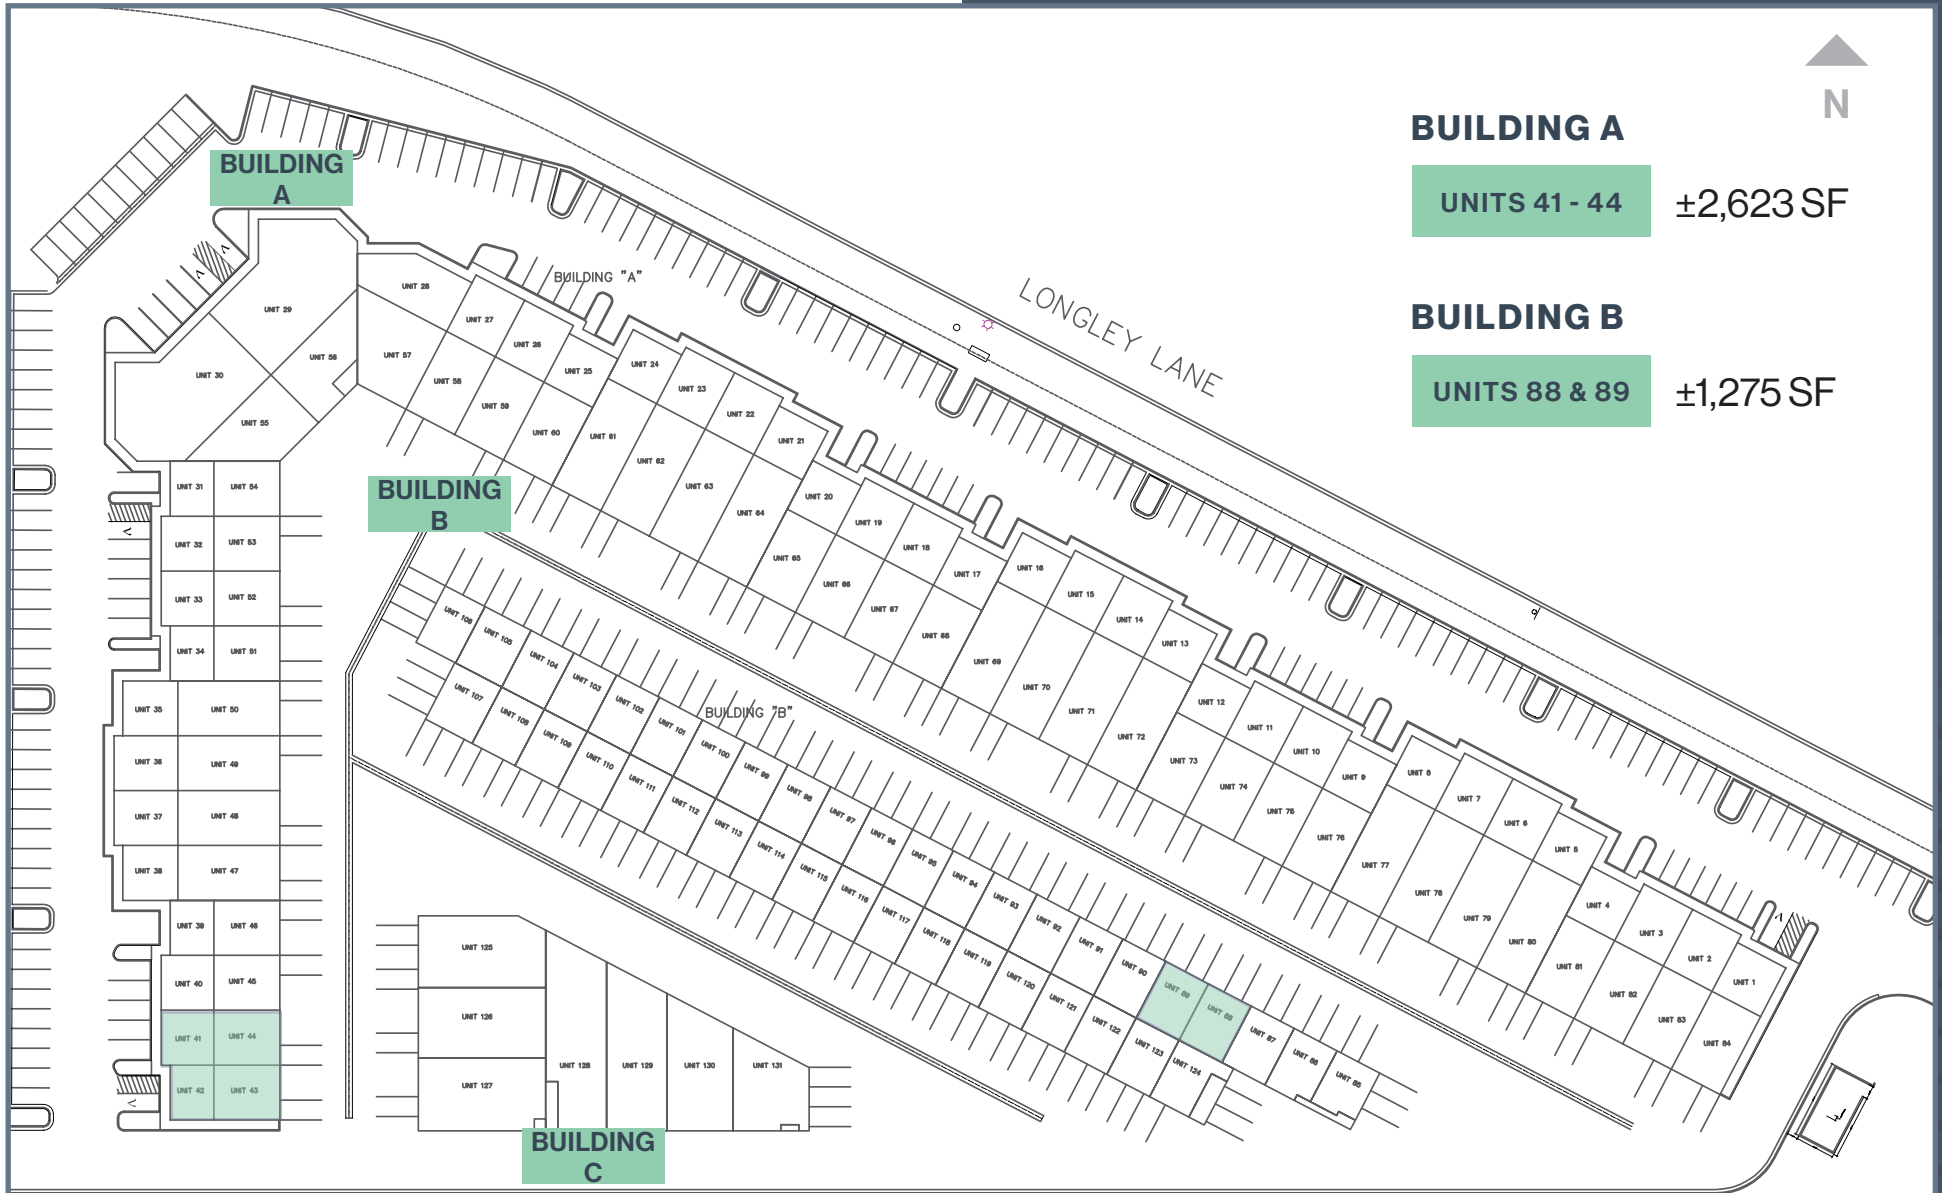 BUILDING
A
N
BUILDING A
UNITS 41 - 44
±2,623 SF
BUILDING B
UNITS 88 & 89
±1,275 SF
LONGLEY LANE
BUILDING "A"
UNIT 28
UNIT 29
UNIT 27
UNIT 26
UNIT 56
UNIT 57
UNIT 25
UNIT 24
UNIT 30
UNIT 58
UNIT 23
UNIT 59
UNIT 22
UNIT 55
UNIT 60
UNIT 61
UNIT 21
UNIT 62
UNIT 31
UNIT 54
UNIT 63
UNIT 20
BUILDING
B
UNIT 64
UNIT 19
UNIT 32
UNIT 53
UNIT 65
UNIT 18
UNIT 17
UNIT 16
UNIT 66
UNIT 15
UNIT 33
UNIT 52
UNIT 67
UNIT 14
UNIT 68
UNIT 13
UNIT 34
UNIT 51
UNIT 69
UNIT 106
UNIT 105
UNIT 104
UNIT 103
UNIT 102
UNIT 101
UNIT 100
UNIT 99
UNIT 98
UNIT 97
UNIT 96
UNIT 95
UNIT 94
UNIT 93
UNIT 92
UNIT 91
UNIT 90
UNIT 89
UNIT 88
UNIT 87
UNIT 86
UNIT 85
BUILDING "B"
UNIT 107
UNIT 108
UNIT 109
UNIT 110
UNIT 111
UNIT 112
UNIT 113
UNIT 114
UNIT 115
UNIT 116
UNIT 117
UNIT 118
UNIT 119
UNIT 120
UNIT 121
UNIT 122
UNIT 123
UNIT 124
UNIT 70
UNIT 71
UNIT 72
UNIT 12
UNIT 11
UNIT 10
UNIT 9
UNIT 73
UNIT 74
UNIT 75
UNIT 76
UNIT 8
UNIT 7
UNIT 6
UNIT 5
UNIT 77
UNIT 78
UNIT 79
UNIT 80
UNIT 4
UNIT 3
UNIT 2
UNIT 1
UNIT 81
UNIT 82
UNIT 83
UNIT 84
UNIT 35
UNIT 50
UNIT 36
UNIT 49
UNIT 37
UNIT 48
UNIT 38
UNIT 47
UNIT 39
UNIT 46
UNIT 40
UNIT 45
UNIT 41
UNIT 44
UNIT 42
UNIT 43
UNIT 125
UNIT 126
UNIT 127
UNIT 128
UNIT 129
UNIT 130
UNIT 131
BUILDING
C